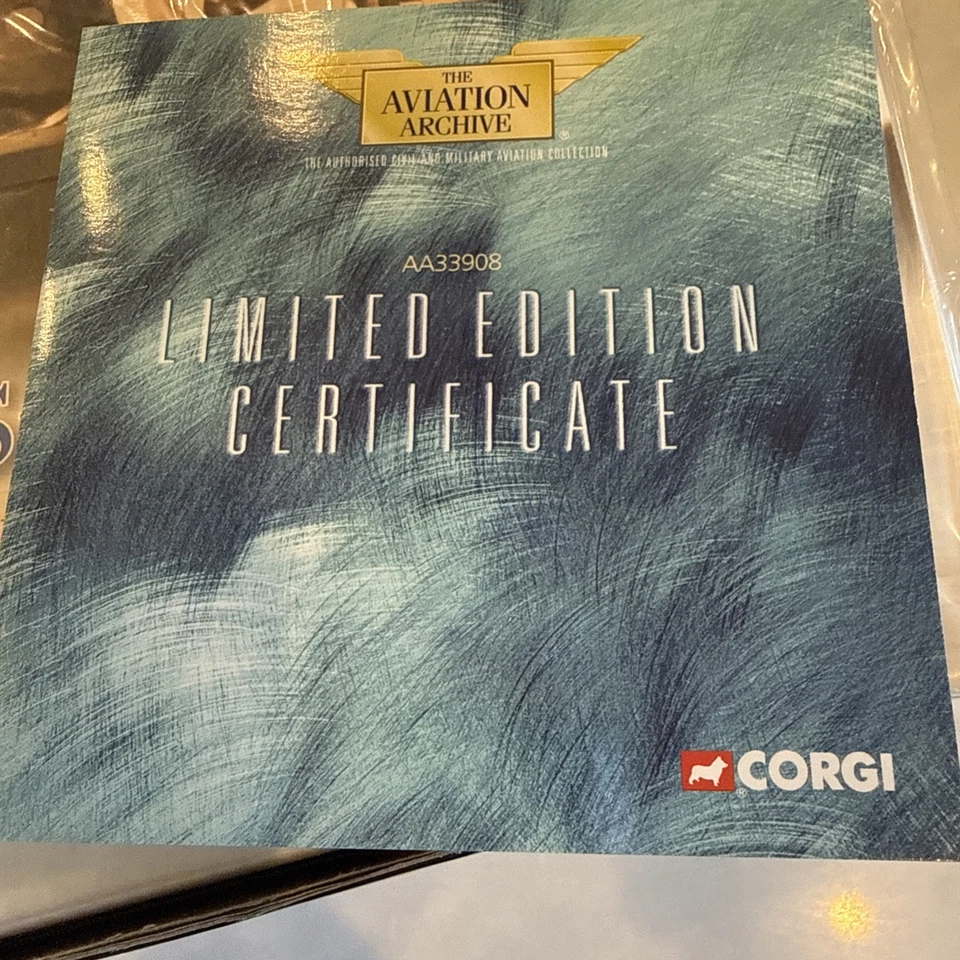 THE
AVIATION
ARCHIVE
®
THE AUTHORISED CIVIL AND MILITARY AVIATION COLLECTION
AA33908
LIMITED EDITION
CERTIFICATE
S
CORGI
®